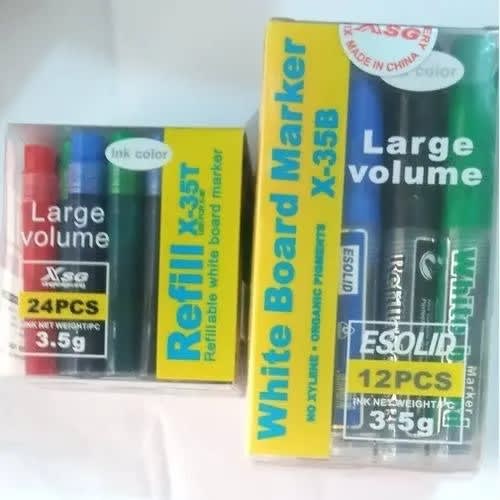 Ink color
Large
volume
XSG
24PCS
INK NET WEIGHT/PC
3.5g
Refill X-35T
Refillable white board marker
XSG
MADE IN CHINA
color
Large
volume
White Board Marker
X-35B
NO XYLENE • ORGANIC PIGMENTS
ESOLID
White
Marker
ESOLID
12PCS
INK NET WEIGHT/PC
3.5g